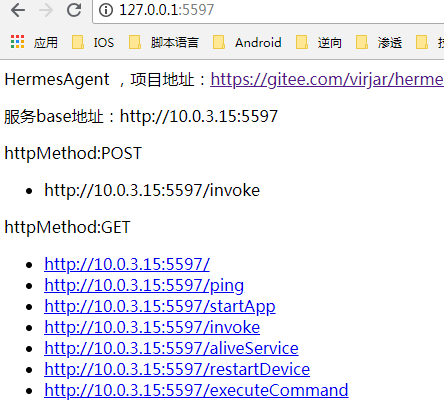 127.0.0.1:5597
应用 IOS 脚本语言 Android 逆向 渗透
HermesAgent ，项目地址：https://gitee.com/virjar/herme
服务base地址：http://10.0.3.15:5597
httpMethod:POST
http://10.0.3.15:5597/invoke
httpMethod:GET
http://10.0.3.15:5597/
http://10.0.3.15:5597/ping
http://10.0.3.15:5597/startApp
http://10.0.3.15:5597/invoke
http://10.0.3.15:5597/aliveService
http://10.0.3.15:5597/restartDevice
http://10.0.3.15:5597/executeCommand